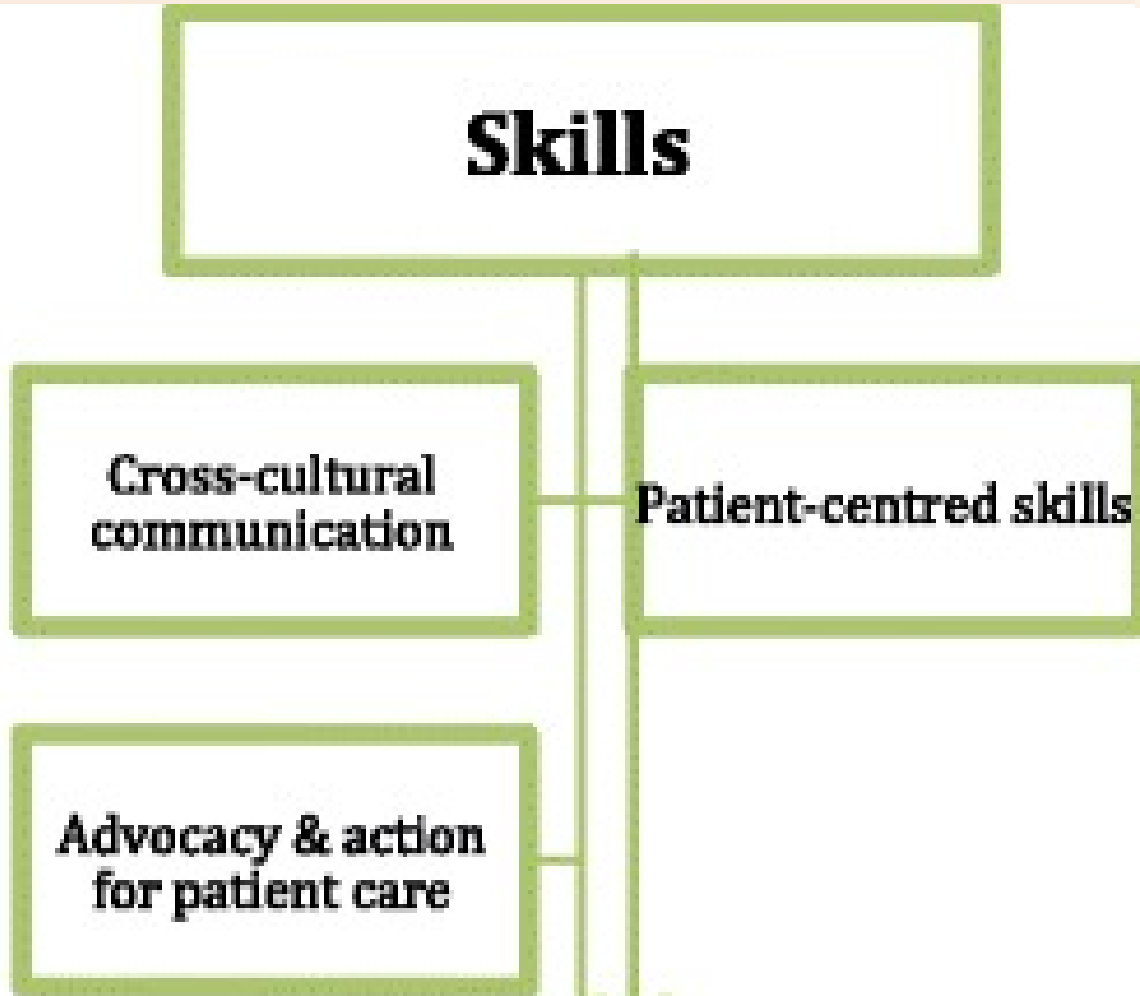 Skills
Cross-cultural
communication
Patient-centred skills
Advocacy & action
for patient care